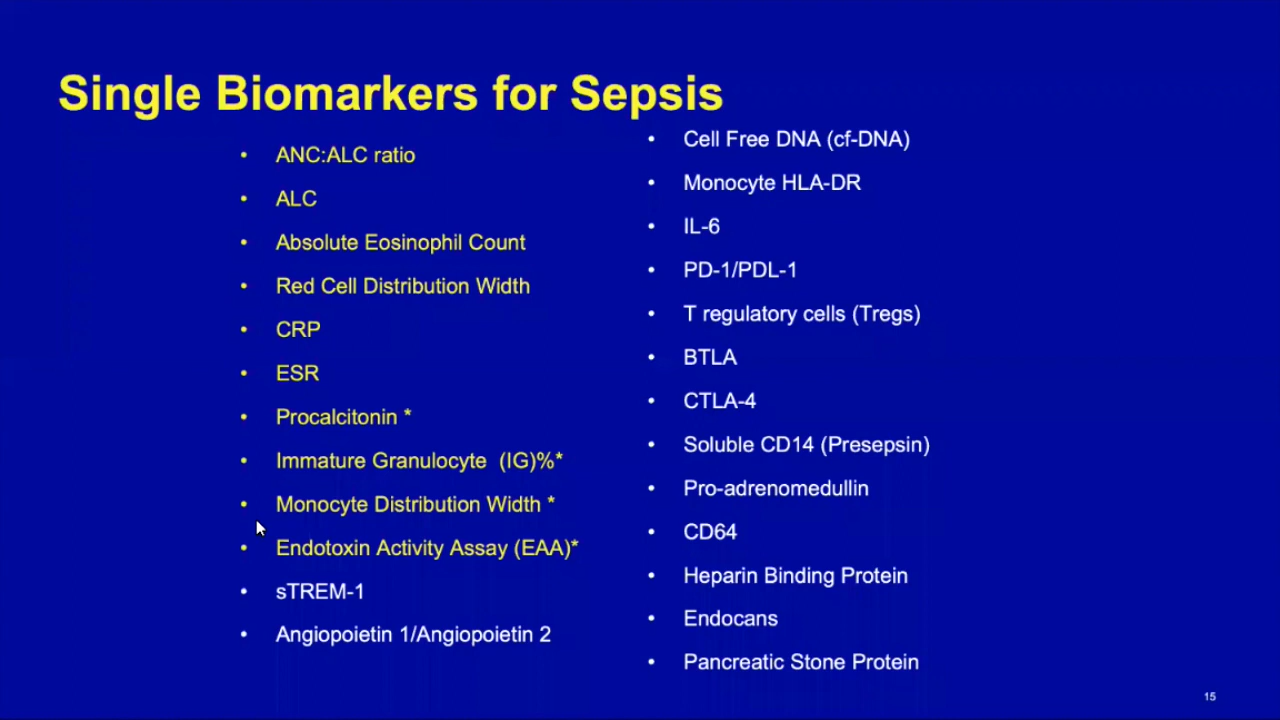 Single Biomarkers for Sepsis
• ANC:ALC ratio
• ALC
• Absolute Eosinophil Count
• Red Cell Distribution Width
• CRP
• ESR
• Procalcitonin *
• Immature Granulocyte (IG)%*
• Monocyte Distribution Width *
• Endotoxin Activity Assay (EAA)*
• sTREM-1
• Angiopoietin 1/Angiopoietin 2
• Cell Free DNA (cf-DNA)
• Monocyte HLA-DR
• IL-6
• PD-1/PDL-1
• T regulatory cells (Tregs)
• BTLA
• CTLA-4
• Soluble CD14 (Presepsin)
• Pro-adrenomedullin
• CD64
• Heparin Binding Protein
• Endocans
• Pancreatic Stone Protein
15